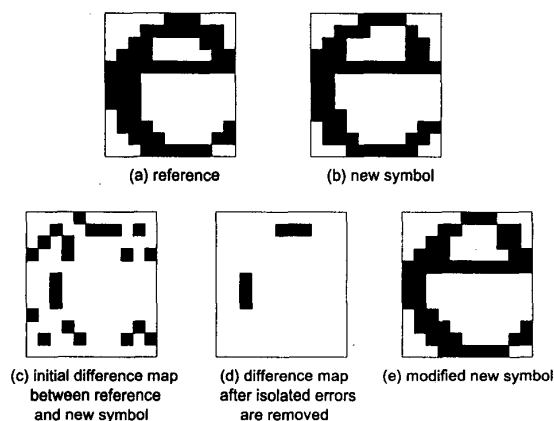 (a) reference
(b) new symbol
(c) initial difference map
between reference
and new symbol
(d) difference map
after isolated errors
are removed
(e) modified new symbol